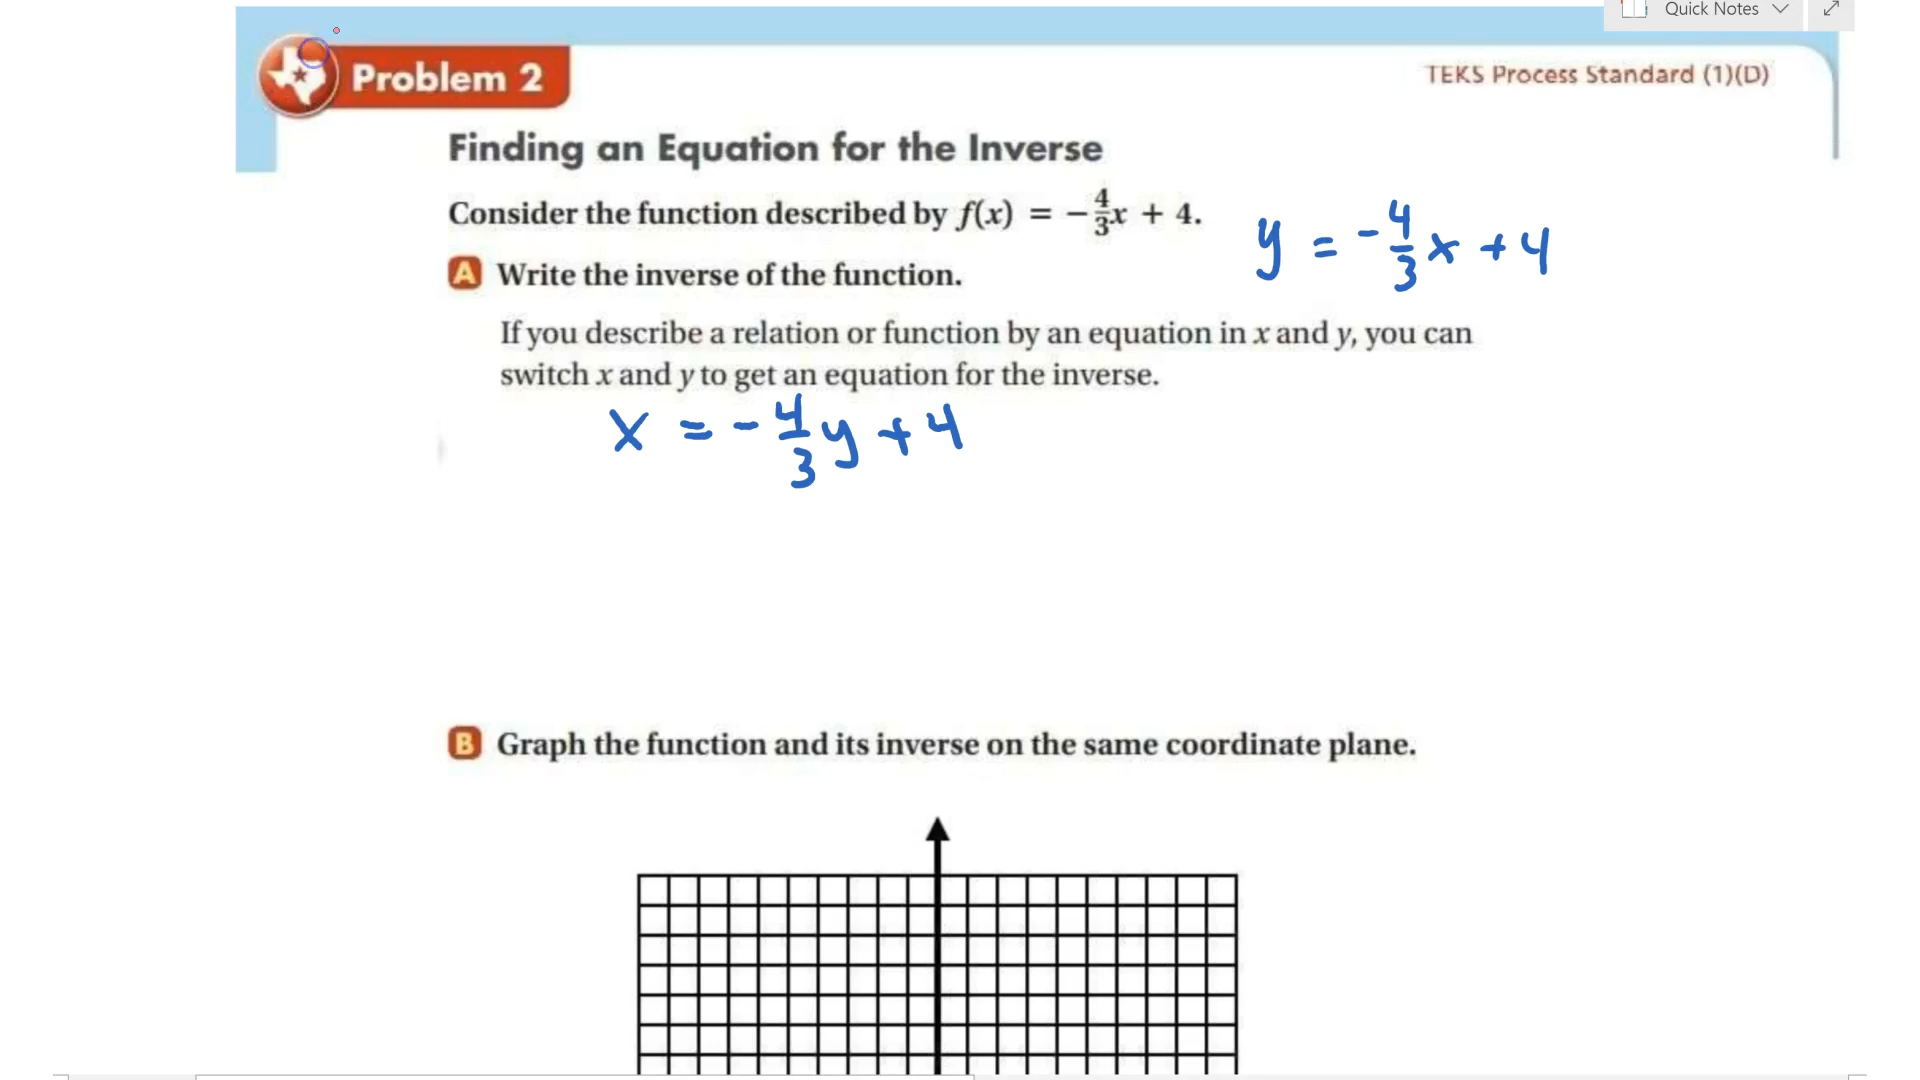 Quick Notes
Problem 2
TEKS Process Standard (1)(D)
Finding an Equation for the Inverse
Consider the function described by f(x) = −4/3x + 4.
y = -4/3x + 4
A Write the inverse of the function.
If you describe a relation or function by an equation in x and y, you can
switch x and y to get an equation for the inverse.
x = -4/3y + 4
B Graph the function and its inverse on the same coordinate plane.